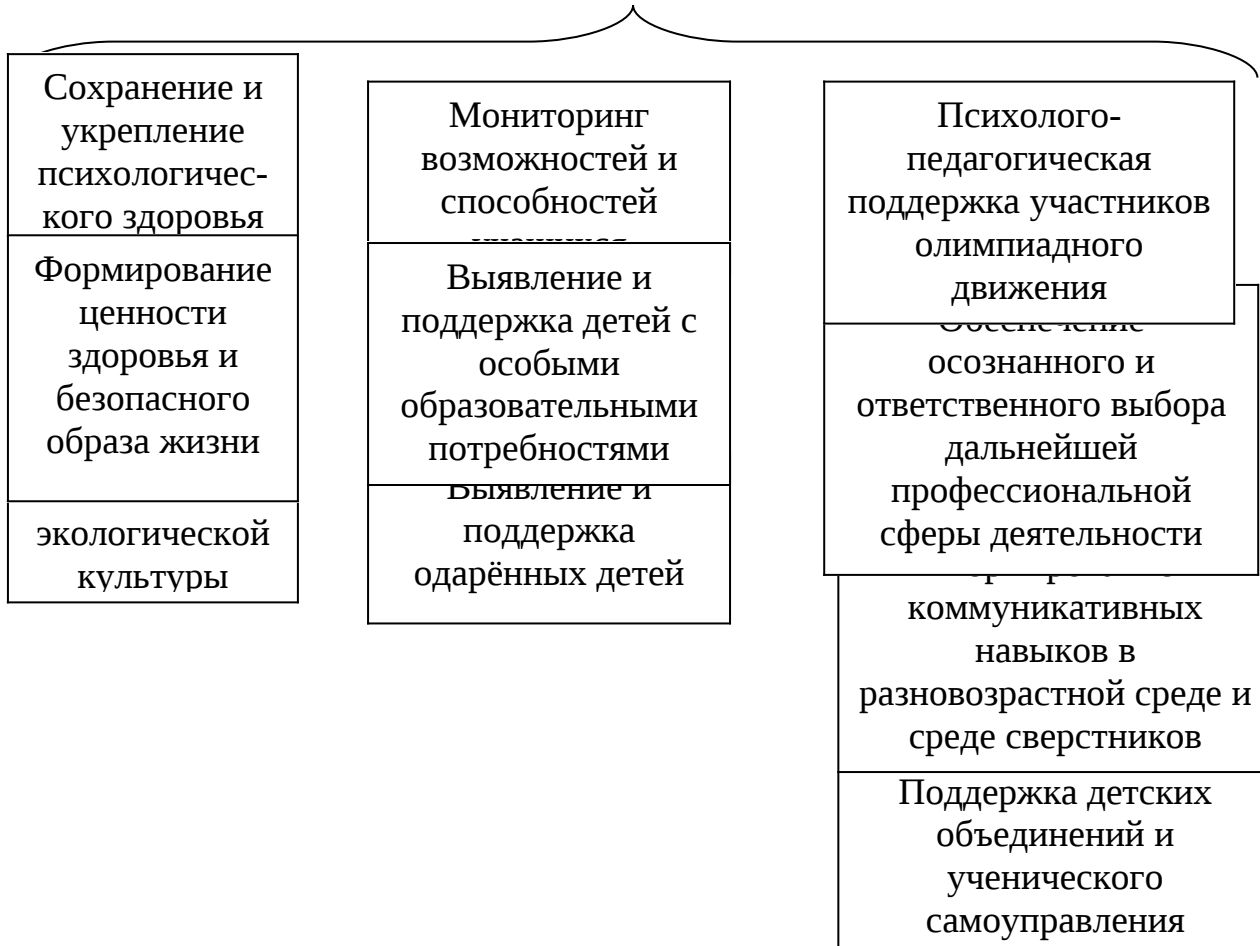 Сохранение и
укрепление
психологичес-
кого здоровья
Формирование
ценности
здоровья и
безопасного
образа жизни
экологической
культуры
Мониторинг
возможностей и
способностей
Выявление и
поддержка детей с
особыми
образовательными
потребностями
Выявление и
поддержка
одарённых детей
Психолого-
педагогическая
поддержка участников
олимпиадного
движения
Обеспечение
осознанного и
ответственного выбора
дальнейшей
профессиональной
сферы деятельности
коммуникативных
навыков в
разновозрастной среде и
среде сверстников
Поддержка детских
объединений и
ученического
самоуправления